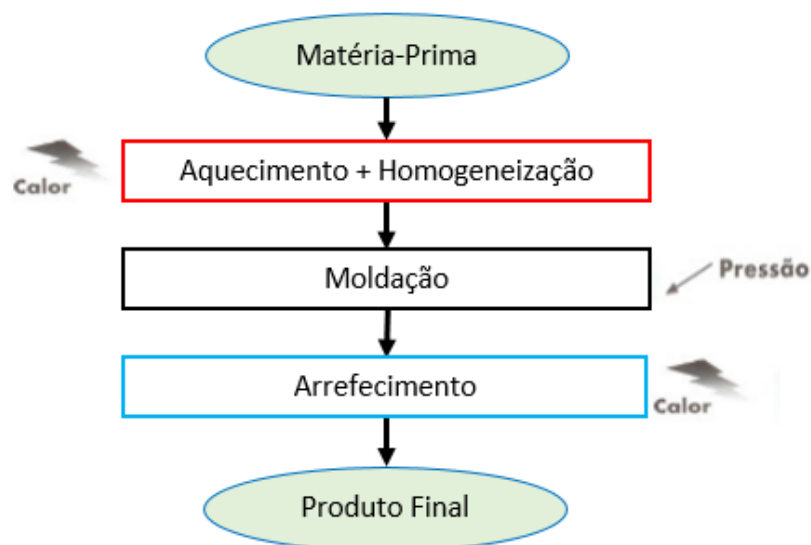 Matéria-Prima
Calor
Aquecimento + Homogeneização
Moldação
Pressão
Arrefecimento
Calor
Produto Final